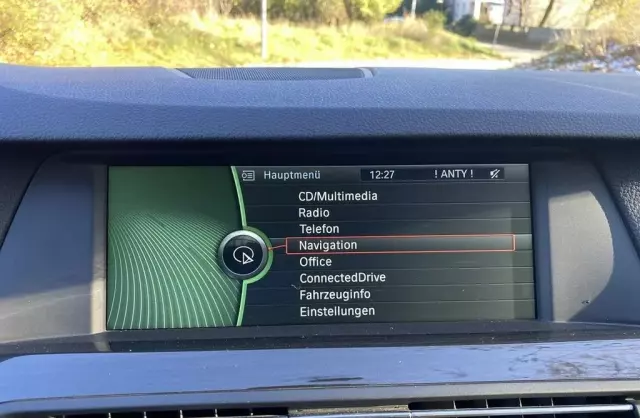 Hauptmenü 12:27 ! ANTY !
CD/Multimedia
Radio
Telefon
Navigation
Office
ConnectedDrive
Fahrzeuginfo
Einstellungen